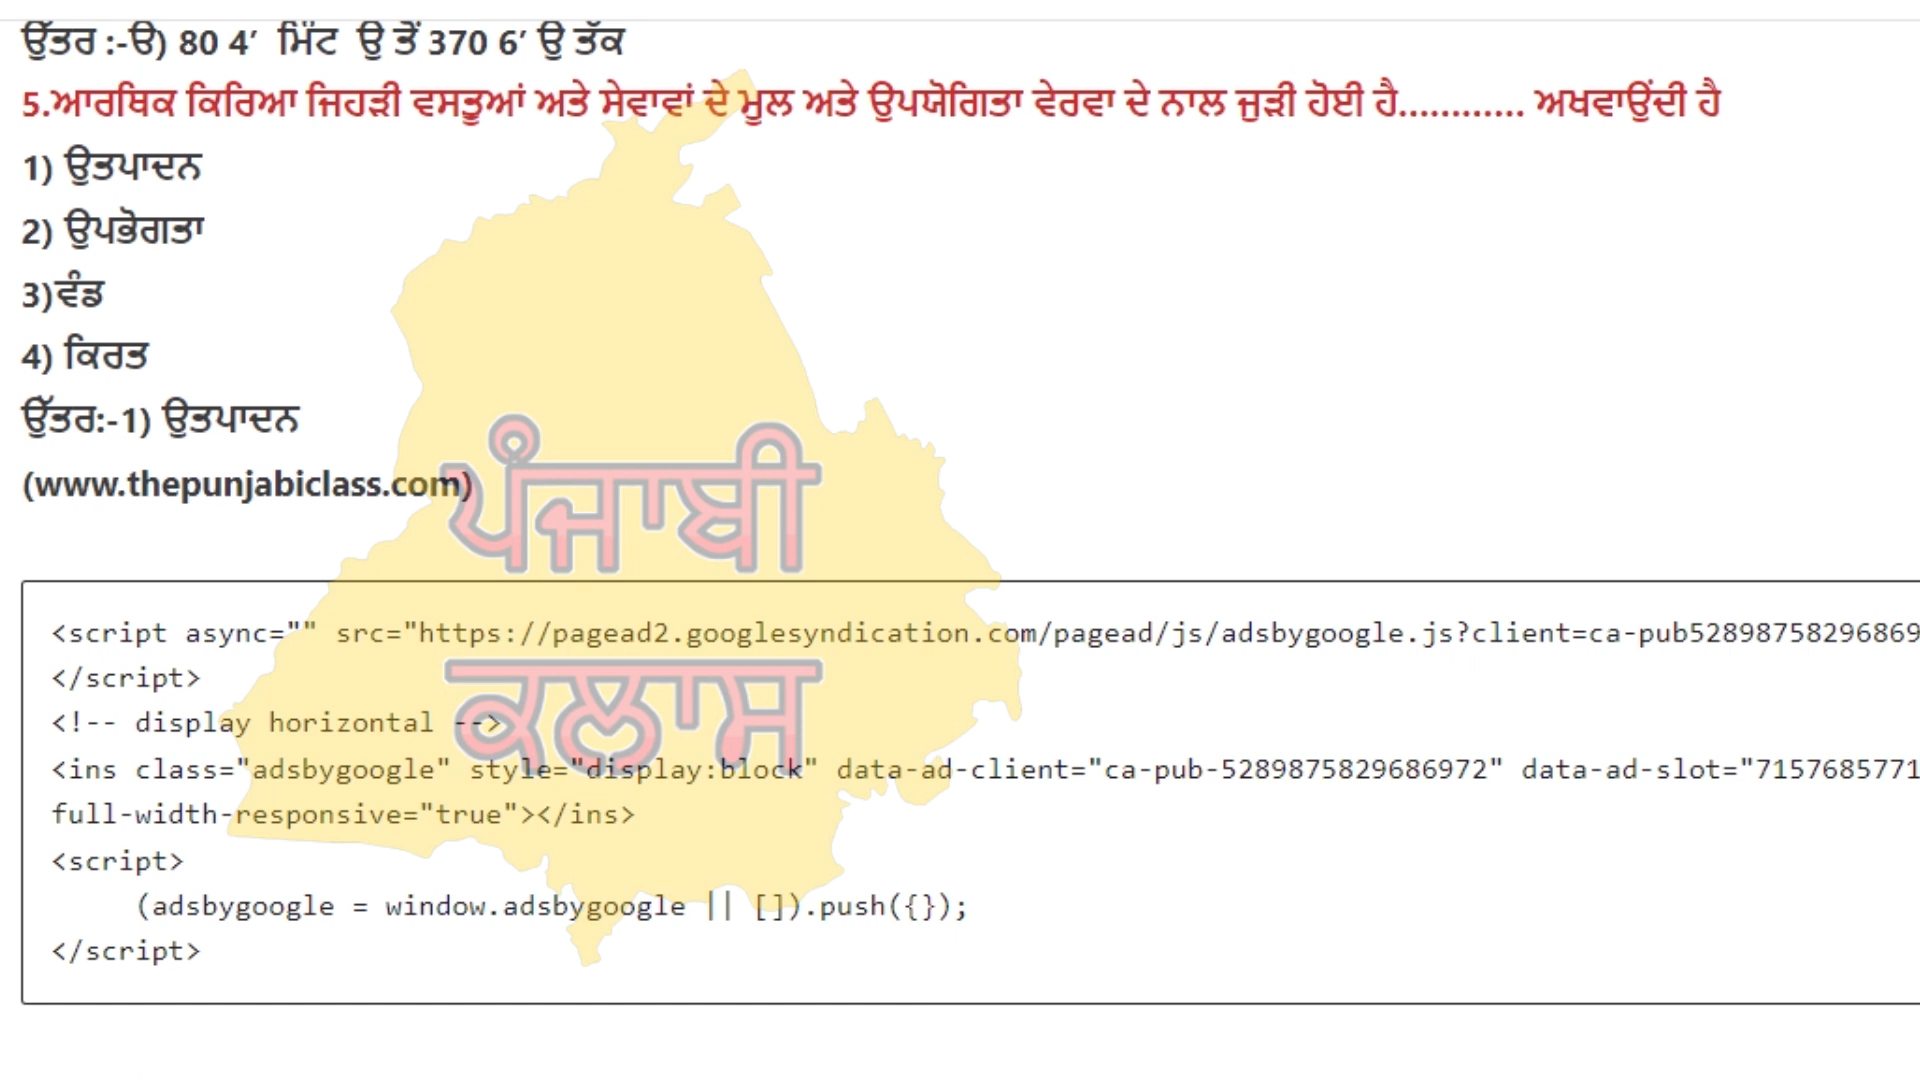 ਉੱਤਰ :-ੳ) 80 4′ ਮਿੰਟ ਉ ਤੋਂ 370 6′ ਉ ਤੱਕ
5.ਆਰਥਿਕ ਕਿਰਿਆ ਜਿਹੜੀ ਵਸਤੂਆਂ ਅਤੇ ਸੇਵਾਵਾਂ ਦੇ ਮੁਲ ਅਤੇ ਉਪਯੋਗਿਤਾ ਵੇਰਵਾ ਦੇ ਨਾਲ ਜੁੜੀ ਹੋਈ ਹੈ............ ਅਖਵਾਉਂਦੀ ਹੈ
1) ਉਤਪਾਦਨ
2) ਉਪਭੋਗਤਾ
3)ਵੰਡ
4) ਕਿਰਤ
ਉੱਤਰ:-1) ਉਤਪਾਦਨ
(www.thepunjabiclass.com)
ਪੰਜਾਬੀ
<script async="" src="https://pagead2.googlesyndication.com/pagead/js/adsbygoogle.js?client=ca-pub52898758296869
</script>
ਕਲਾਸ
<!-- display horizontal -->
<ins class="adsbygoogle" style="display:block" data-ad-client="ca-pub-5289875829686972" data-ad-slot="7157685771
full-width-responsive="true"></ins>
<script>
(adsbygoogle = window.adsbygoogle || []).push({});
</script>